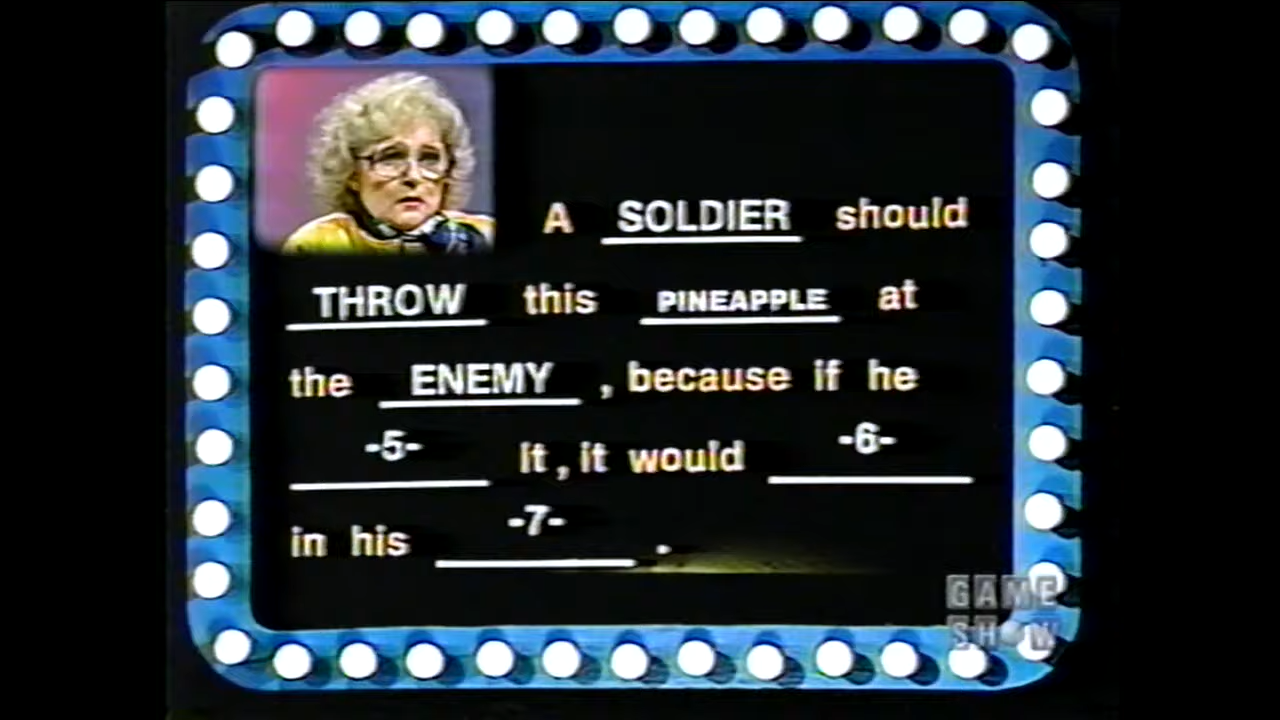 A SOLDIER should
THROW this PINEAPPLE at
the ENEMY, because if he
-5- it, it would -6-
in his -7-.
GAME
SHOW